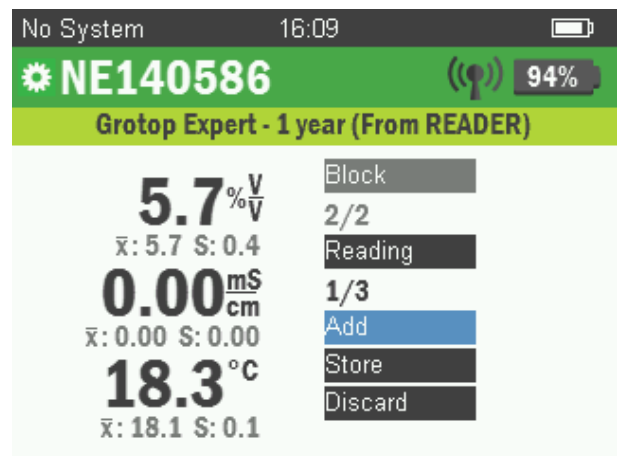 No System 16:09
NE140586 94%
Grotop Expert - 1 year (From READER)
5.7 % V/V
x̄: 5.7 S: 0.4
0.00 mS/cm
x̄: 0.00 S: 0.00
18.3 °C
x̄: 18.1 S: 0.1
Block
2/2
Reading
1/3
Add
Store
Discard